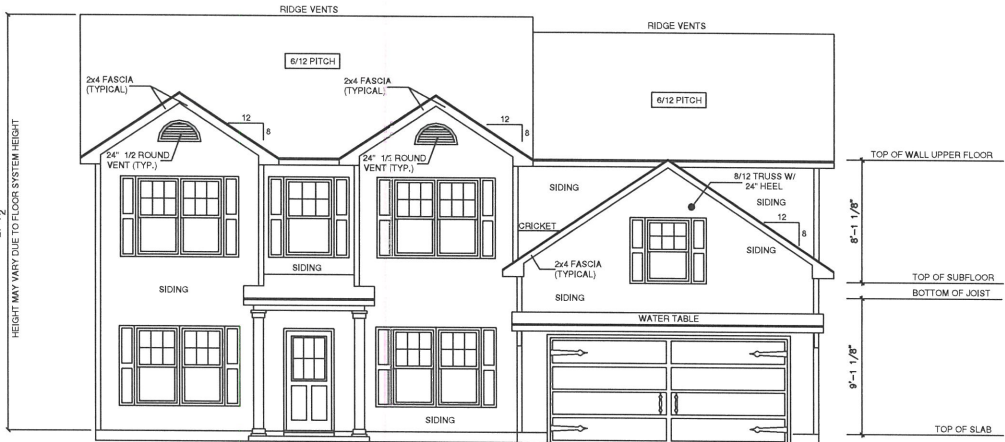 RIDGE VENTS
RIDGE VENTS
6/12 PITCH
2x4 FASCIA
(TYPICAL)
2x4 FASCIA
(TYPICAL)
6/12 PITCH
12
8
12
8
24" 1/2 ROUND
VENT (TYP.)
24" 1/2 ROUND
VENT (TYP.)
TOP OF WALL UPPER FLOOR
8/12 TRUSS W/
24" HEEL
SIDING
SIDING
12
8
CRICKET
SIDING
8'-1 1/8"
HEIGHT MAY VARY DUE TO FLOOR SYSTEM HEIGHT
2x4 FASCIA
(TYPICAL)
SIDING
TOP OF SUBFLOOR
SIDING
SIDING
BOTTOM OF JOIST
WATER TABLE
9'-1 1/8"
SIDING
TOP OF SLAB